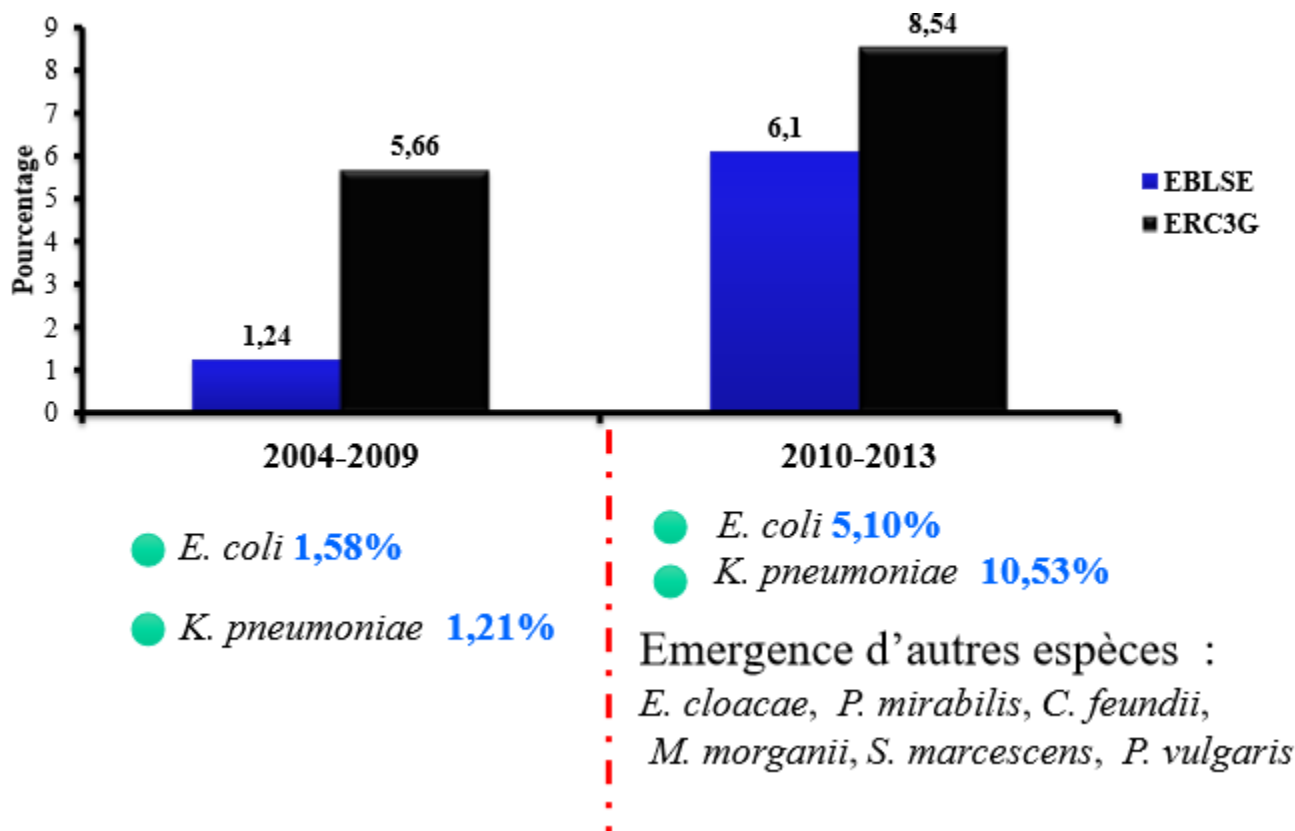 Pourcentage
9
8
7
6
5
4
3
2
1
0
1,24
5,66
6,1
8,54
EBLSE
ERC3G
2004-2009
2010-2013
E. coli 1,58%
K. pneumoniae 1,21%
E. coli 5,10%
K. pneumoniae 10,53%
Emergence d’autres espèces :
E. cloacae, P. mirabilis, C. feundii,
M. morganii, S. marcescens, P. vulgaris